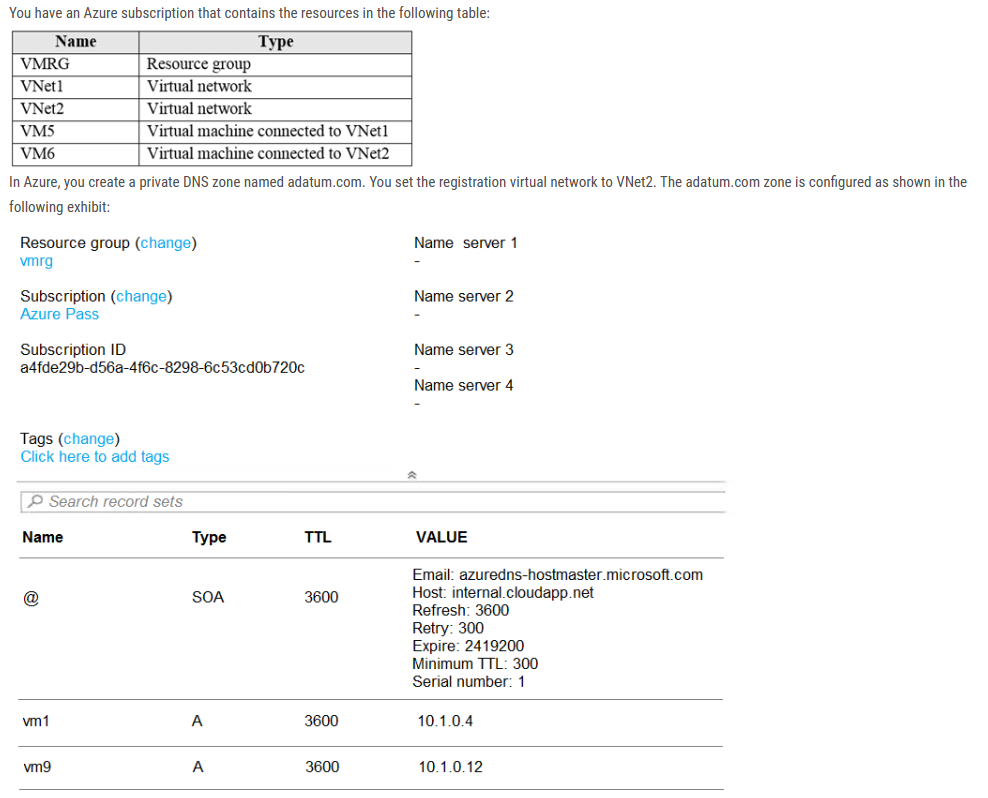 You have an Azure subscription that contains the resources in the following table:
Name Type
VMRG Resource group
VNet1 Virtual network
VNet2 Virtual network
VM5 Virtual machine connected to VNet1
VM6 Virtual machine connected to VNet2
In Azure, you create a private DNS zone named adatum.com. You set the registration virtual network to VNet2. The adatum.com zone is configured as shown in the
following exhibit:
Resource group (change) Name server 1
vmrg -
Subscription (change) Name server 2
Azure Pass -
Subscription ID Name server 3
a4fde29b-d56a-4f6c-8298-6c53cd0b720c -
Name server 4
-
Tags (change)
Click here to add tags
Search record sets
Name Type TTL VALUE
Email: azuredns-hostmaster.microsoft.com
@ SOA 3600 Host: internal.cloudapp.net
Refresh: 3600
Retry: 300
Expire: 2419200
Minimum TTL: 300
Serial number: 1
vm1 A 3600 10.1.0.4
vm9 A 3600 10.1.0.12